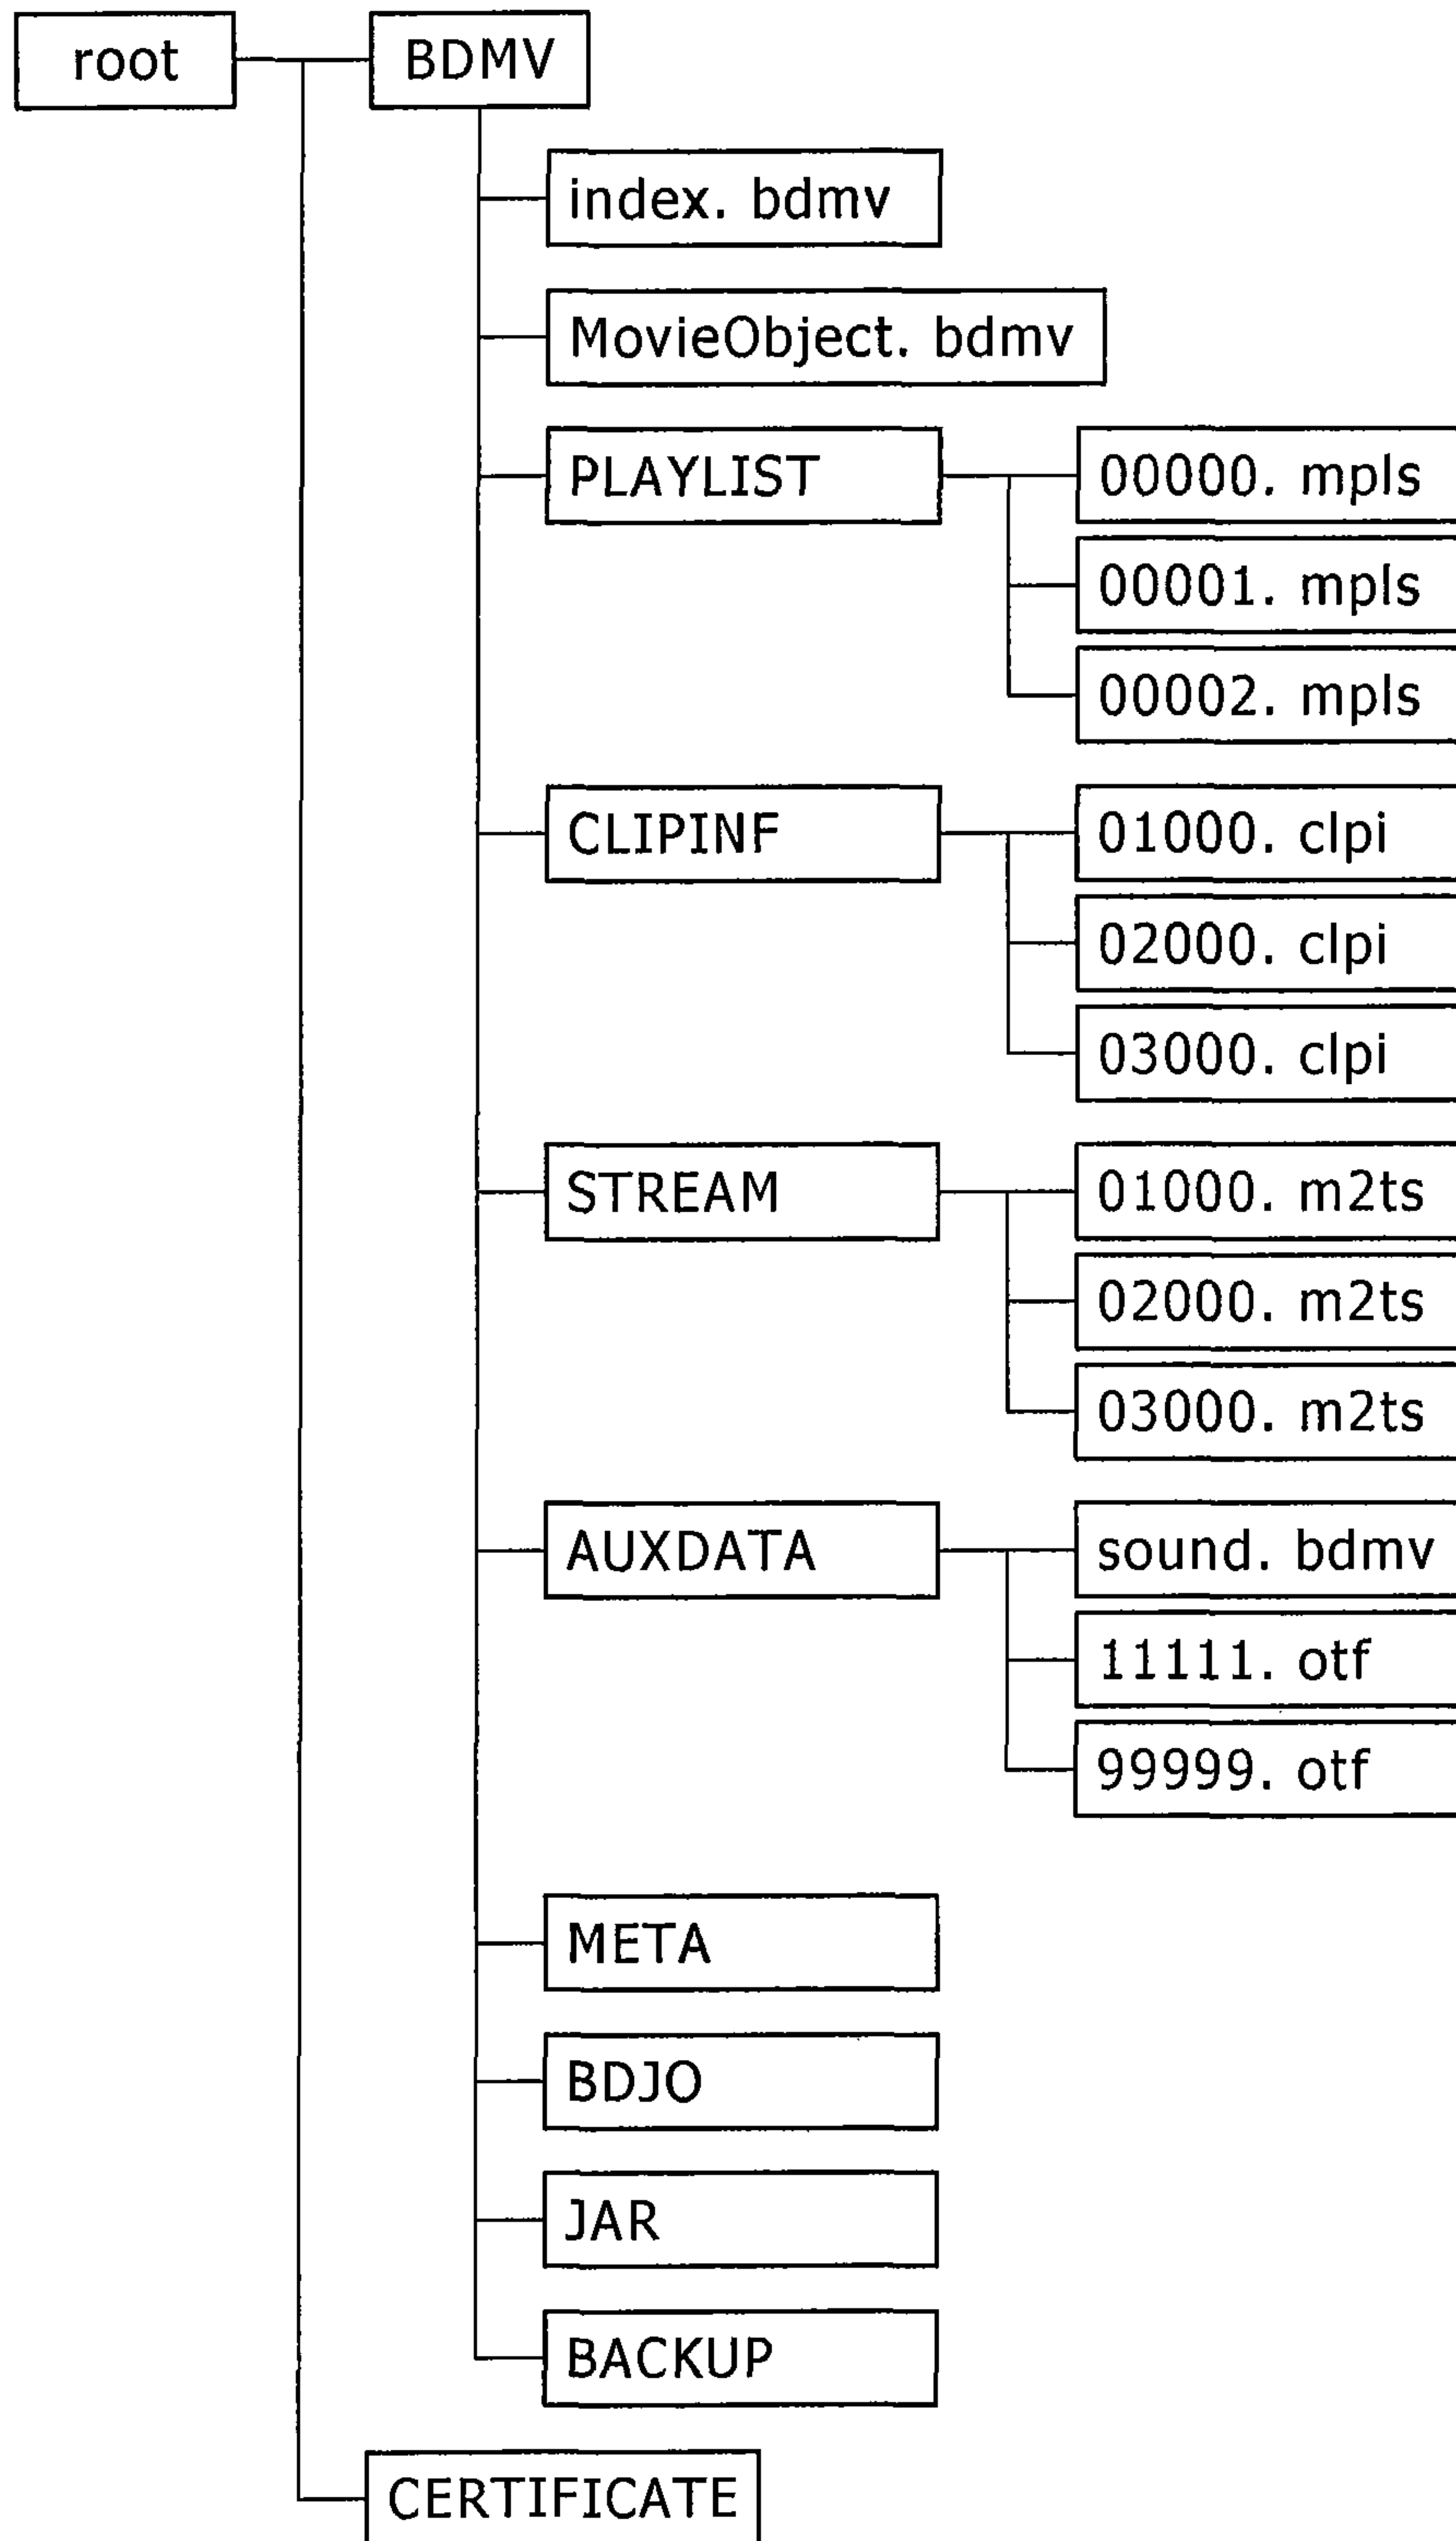 root
BDMV
index. bdmv
MovieObject. bdmv
PLAYLIST
00000. mpls
00001. mpls
00002. mpls
CLIPINF
01000. clpi
02000. clpi
03000. clpi
STREAM
01000. m2ts
02000. m2ts
03000. m2ts
AUXDATA
sound. bdmv
11111. otf
99999. otf
META
BDJO
JAR
BACKUP
CERTIFICATE